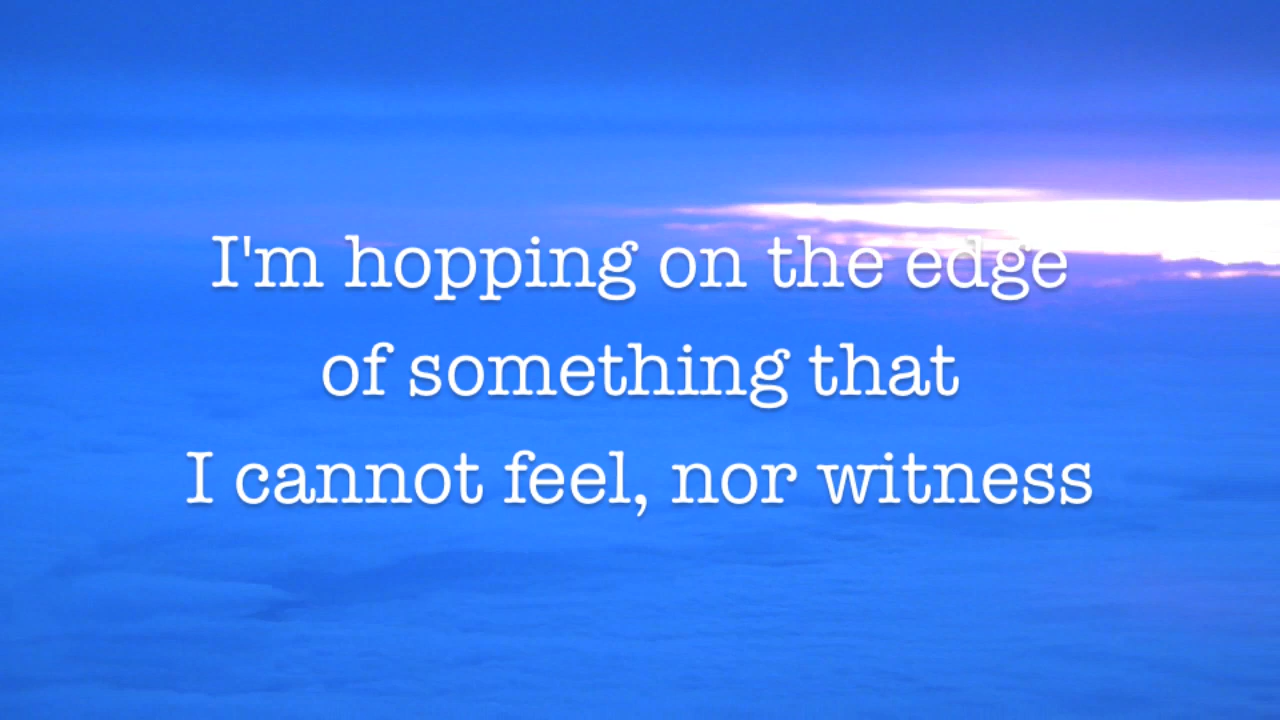 I'm hopping on the edge
of something that
I cannot feel, nor witness